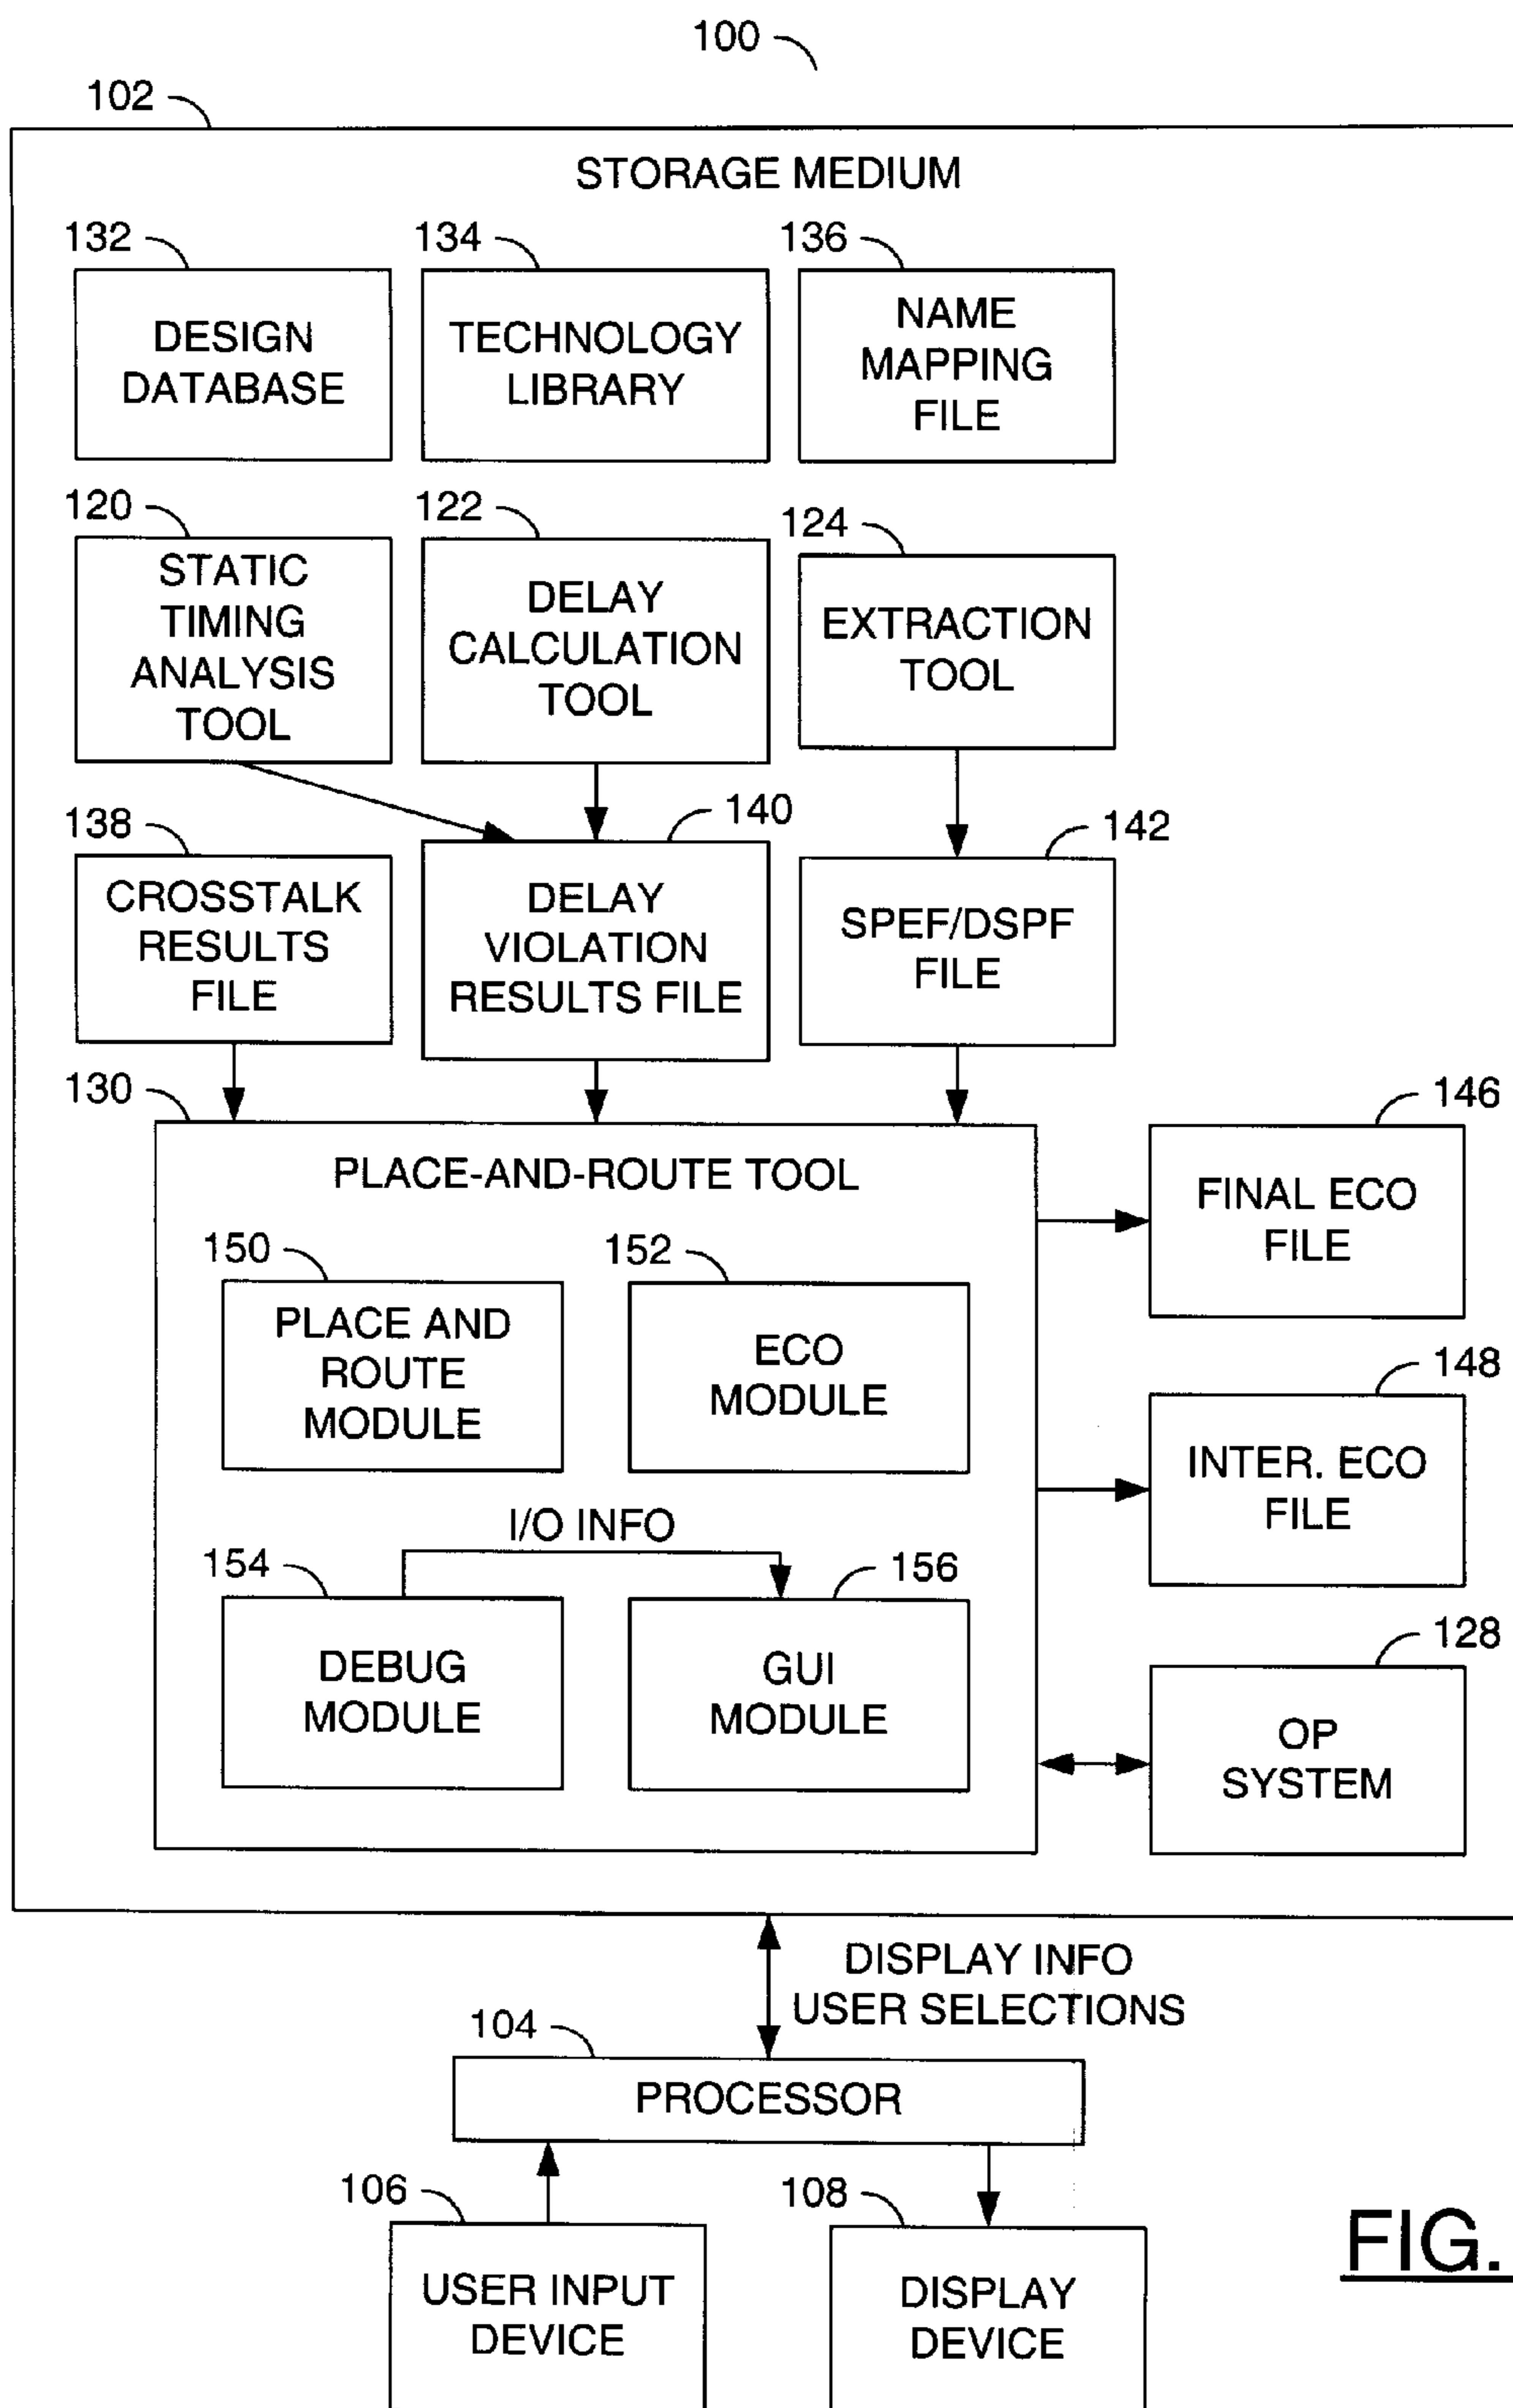 100
102
STORAGE MEDIUM
132
134
136
DESIGN
DATABASE
TECHNOLOGY
LIBRARY
NAME
MAPPING
FILE
120
122
124
STATIC
TIMING
ANALYSIS
TOOL
DELAY
CALCULATION
TOOL
EXTRACTION
TOOL
138
140
142
CROSSTALK
RESULTS
FILE
DELAY
VIOLATION
RESULTS FILE
SPEF/DSPF
FILE
130
146
PLACE-AND-ROUTE TOOL
FINAL ECO
FILE
150
152
PLACE AND
ROUTE
MODULE
ECO
MODULE
148
INTER. ECO
FILE
I/O INFO
154
156
DEBUG
MODULE
GUI
MODULE
128
OP
SYSTEM
DISPLAY INFO
USER SELECTIONS
104
PROCESSOR
106
108
USER INPUT
DEVICE
DISPLAY
DEVICE
FIG.